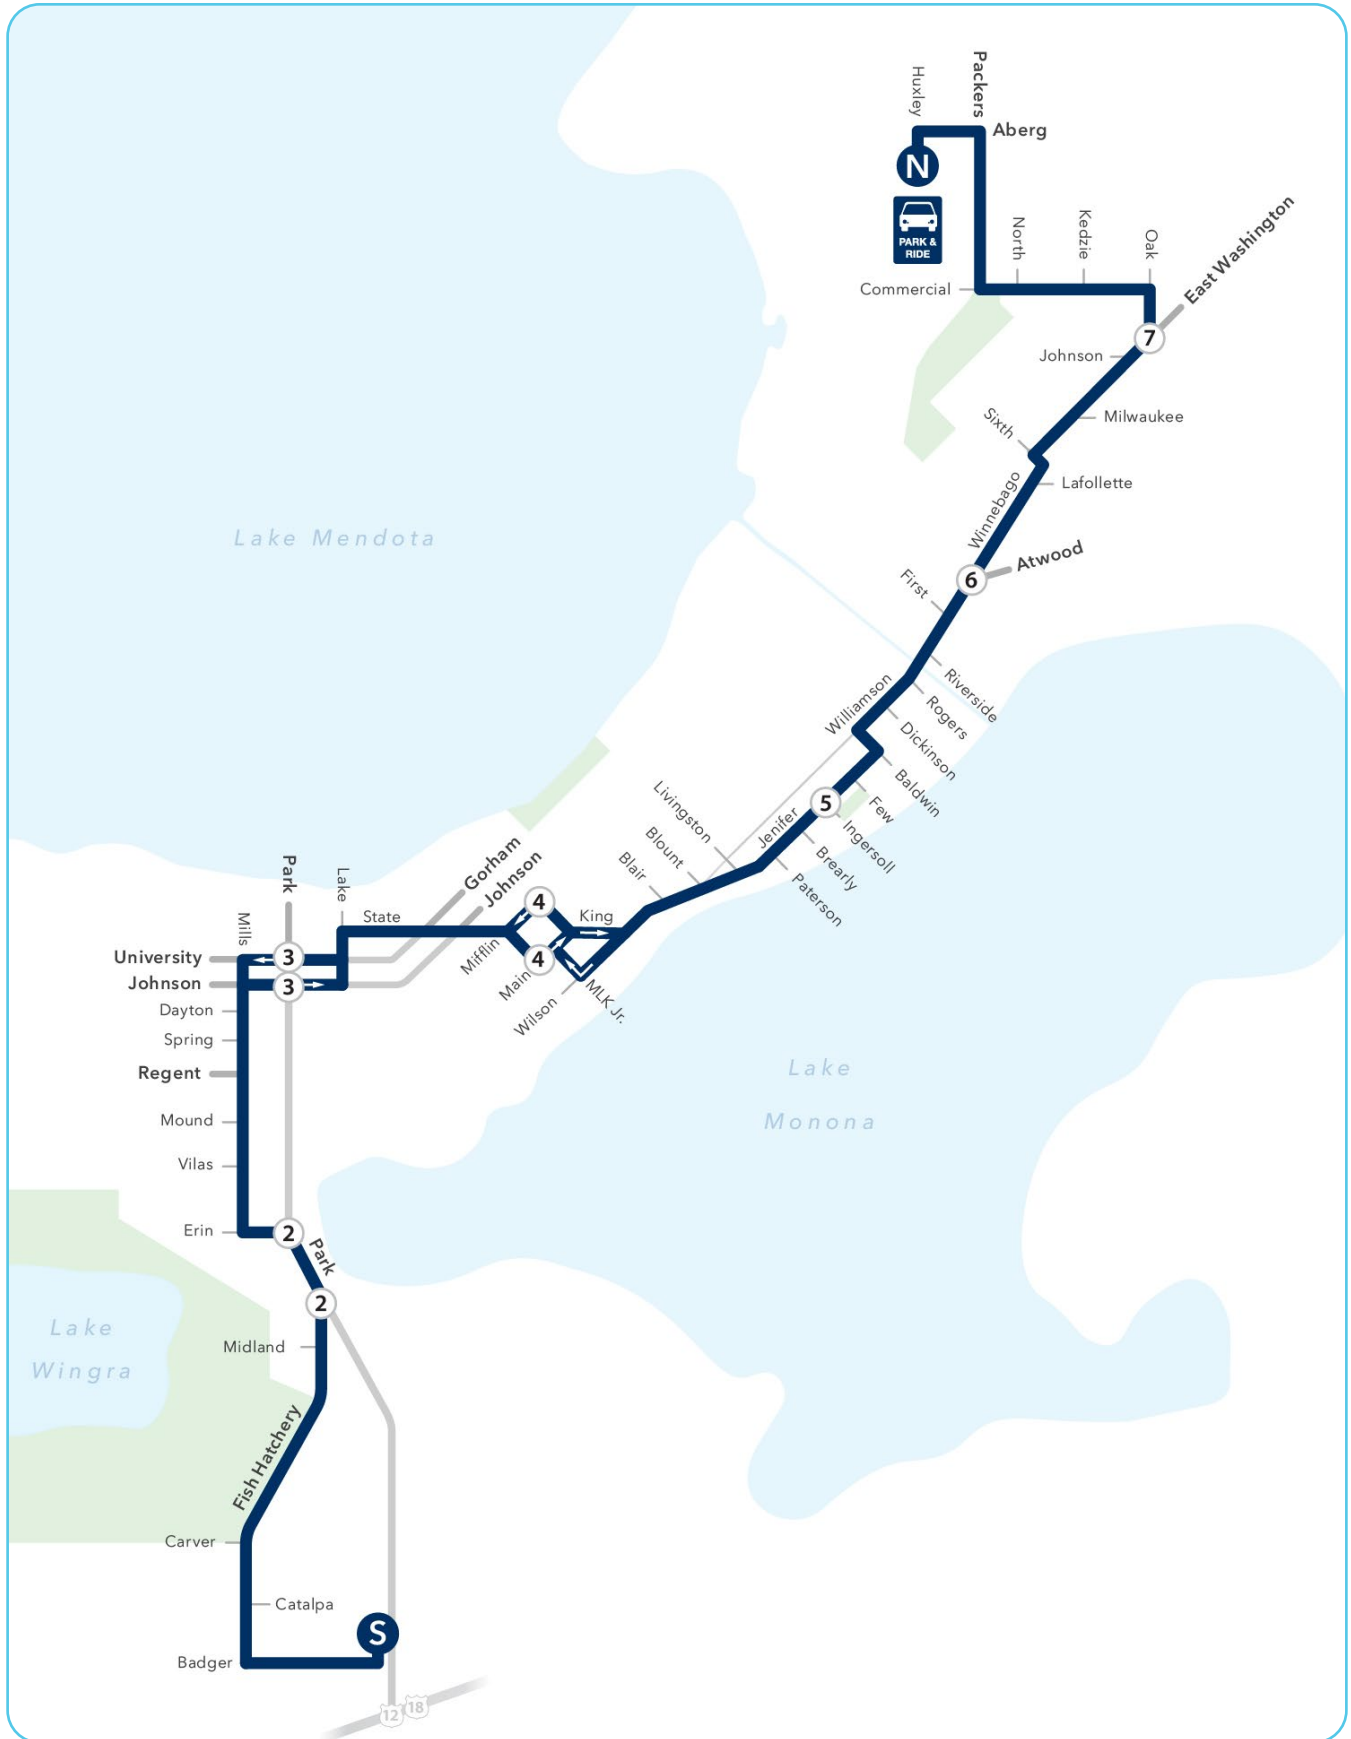 Huxley
Packers
Aberg
N
PARK &
RIDE
North
Kedzie
Oak
East Washington
Commercial
7
Johnson
Milwaukee
Sixth
Lafollette
Winnebago
Lake Mendota
Atwood
6
First
Riverside
Rogers
Williamson
Dickinson
Baldwin
Few
5
Ingersoll
Livingston
Jenifer
Brearly
Blount
Paterson
Blair
Gorham
Johnson
Park
Lake
4
King
State
Mills
Mifflin
University
3
4
Main
Johnson
3
MLK Jr.
Wilson
Dayton
Spring
Regent
Lake
Monona
Mound
Vilas
Erin
2
Park
2
Lake
Wingra
Midland
Fish Hatchery
Carver
Catalpa
S
Badger
12
18